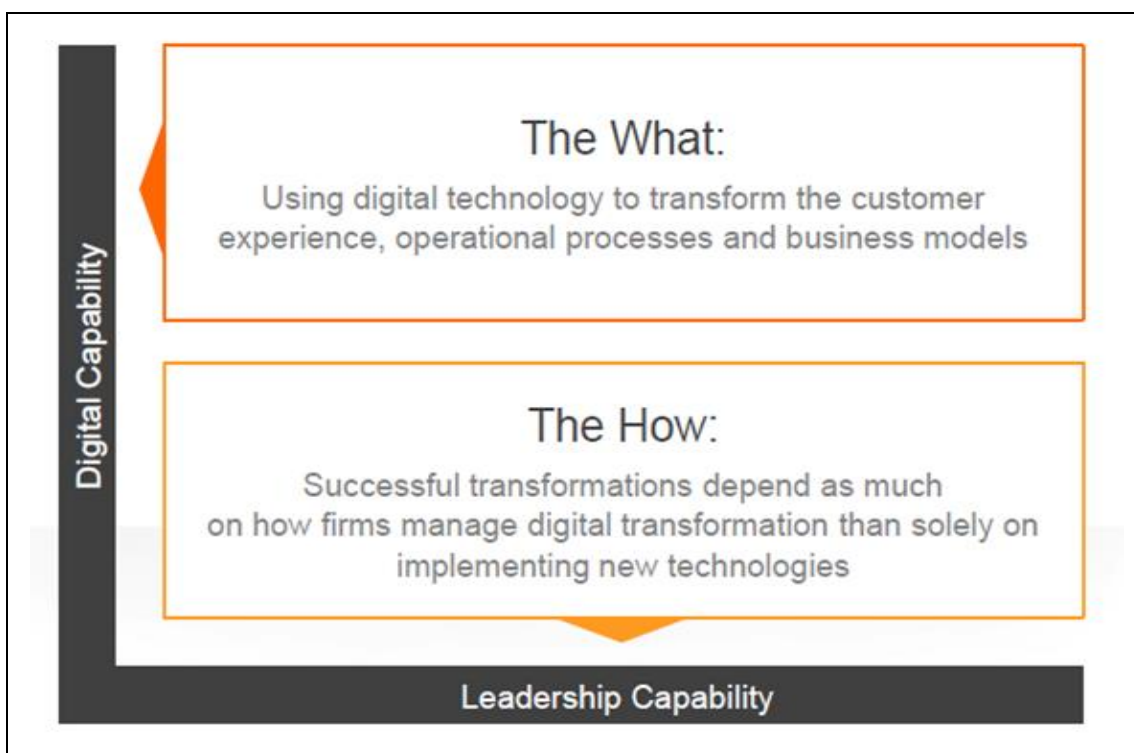 Digital Capability
The What:
Using digital technology to transform the customer
experience, operational processes and business models
The How:
Successful transformations depend as much
on how firms manage digital transformation than solely on
implementing new technologies
Leadership Capability